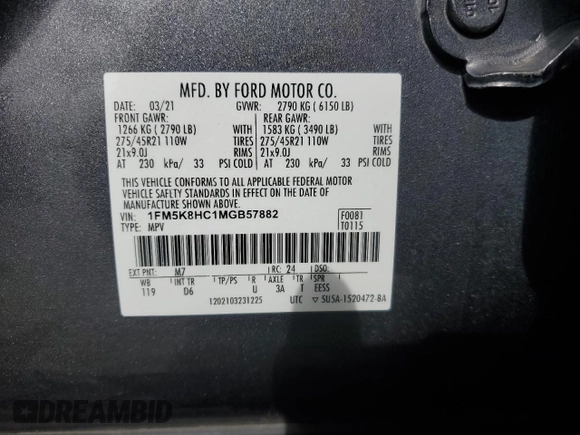 MFD. BY FORD MOTOR CO.
DATE: 03/21 GVWR: 2790 KG ( 6150 LB)
FRONT GAWR: REAR GAWR:
1266 KG ( 2790 LB) WITH 1583 KG ( 3490 LB) WITH
275/45R21 110W TIRES 275/45R21 110W TIRES
21x9.0J RIMS 21x9.0J RIMS
AT 230 kPa/ 33 PSI COLD AT 230 kPa/ 33 PSI COLD
THIS VEHICLE CONFORMS TO ALL APPLICABLE FEDERAL MOTOR
VEHICLE SAFETY STANDARDS IN EFFECT ON THE DATE OF
MANUFACTURE SHOWN ABOVE.
VIN: 1FM5K8HC1MGB57882 F0081
TYPE: MPV T0115
EXT PNT: M7 RC: 24 DSO:
WB INT TR TP/PS R AXLE TR SPR
119 D6 U 3A T EESS
1202103231225 UTC ▽ 5U5A-1520472-BA
DREAMBID